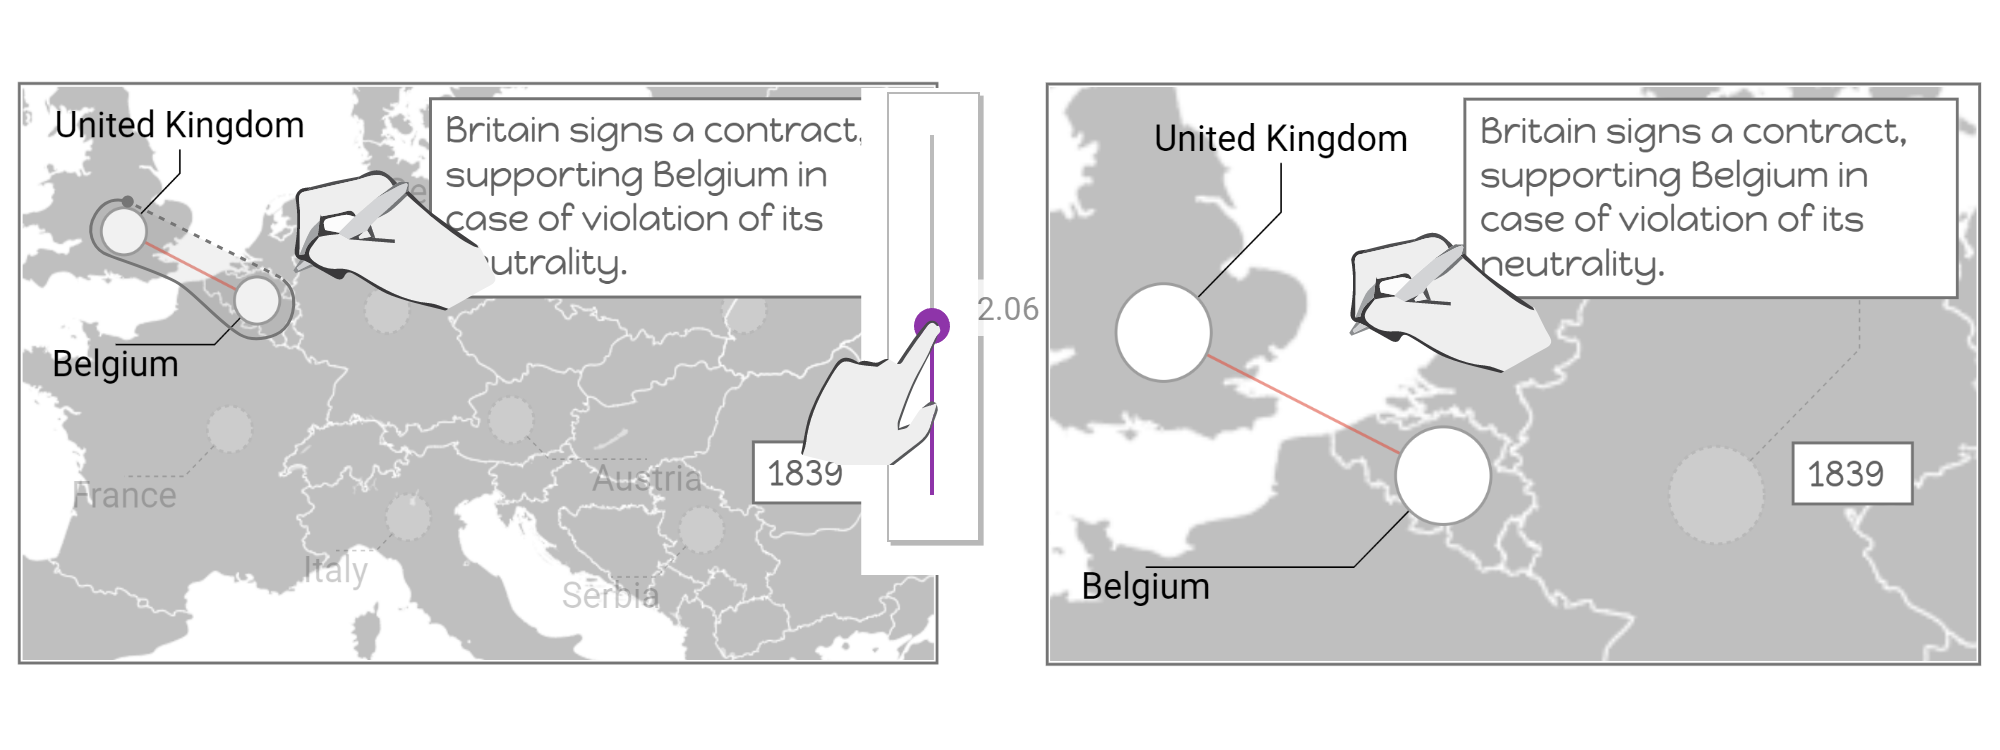 United Kingdom
Britain signs a contract,
supporting Belgium in
case of violation of its
utrality.
2.06
Belgium
1839
France
Austria
Italy
Serbia
United Kingdom
Britain signs a contract,
supporting Belgium in
case of violation of its
neutrality.
1839
Belgium